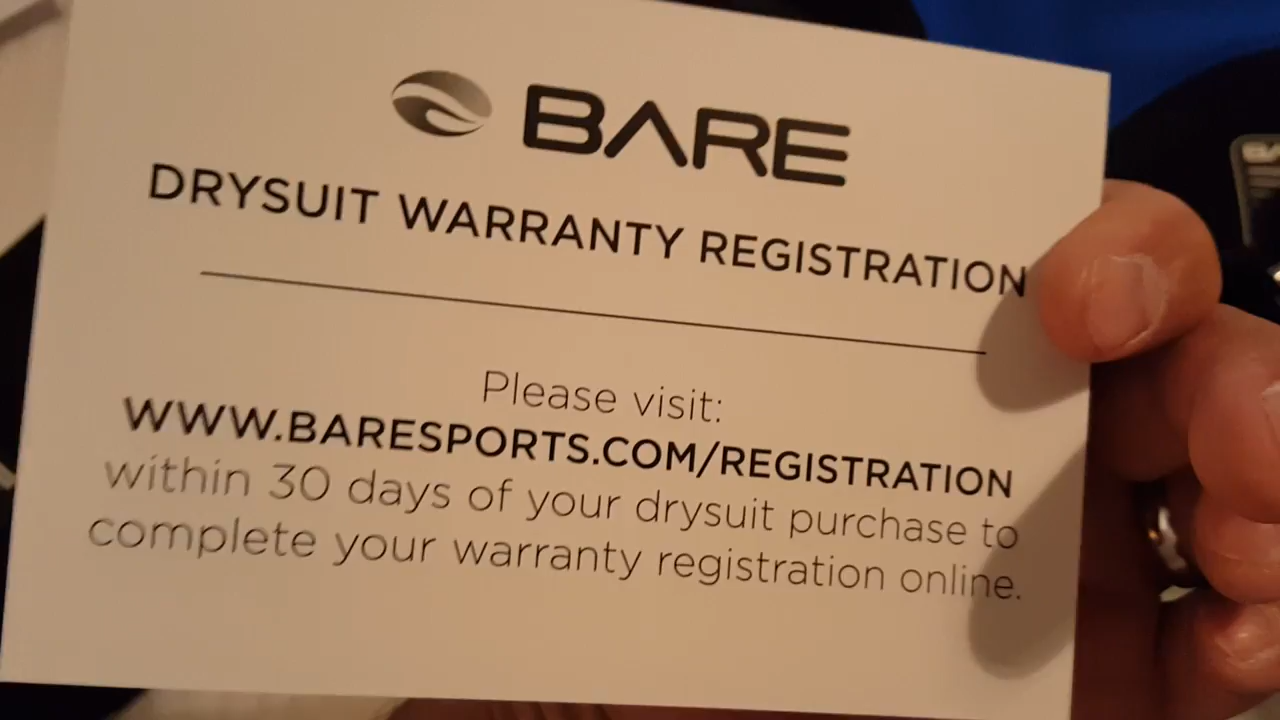 BARE
DRYSUIT WARRANTY REGISTRATION
Please visit:
WWW.BARESPORTS.COM/REGISTRATION
within 30 days of your drysuit purchase to
complete your warranty registration online.